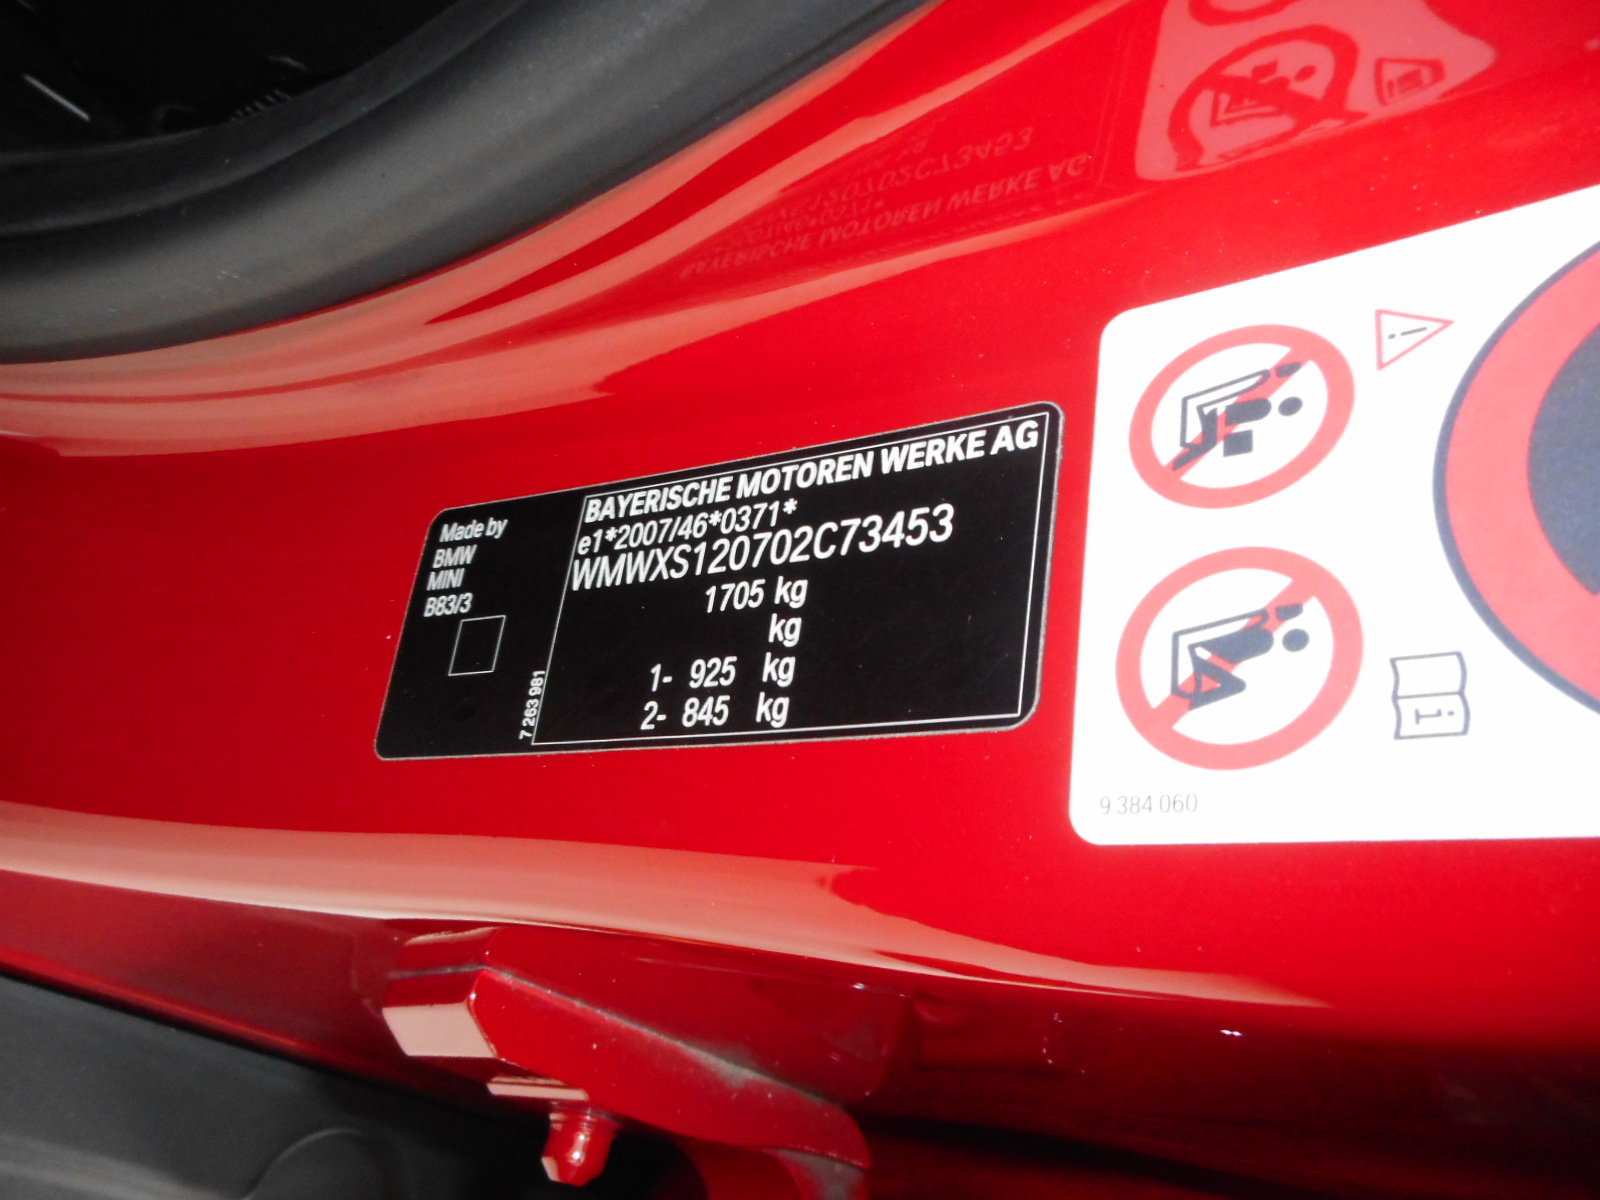 Made by
BMW
MINI
B83/3
7 263 981
BAYERISCHE MOTOREN WERKE AG
e1*2007/46*0371*
WMWXS120702C73453
1705 kg
kg
1- 925 kg
2- 845 kg
9 384 060